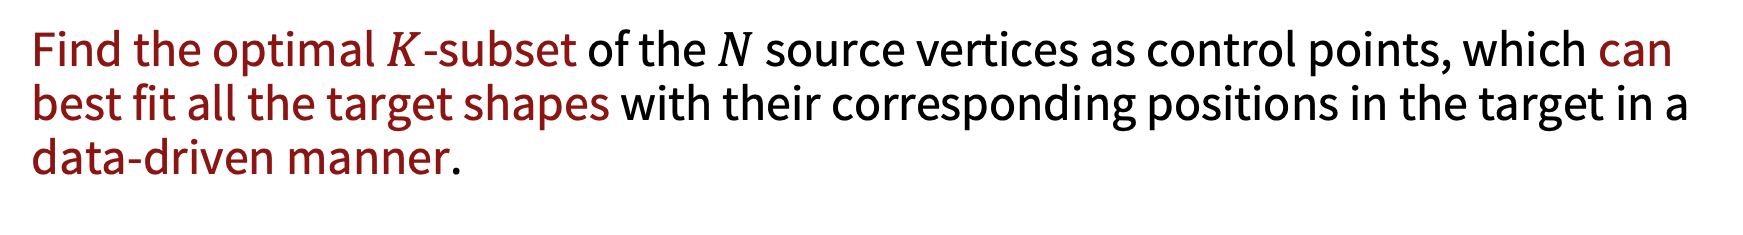 Find the optimal K-subset of the N source vertices as control points, which can
best fit all the target shapes with their corresponding positions in the target in a
data-driven manner.